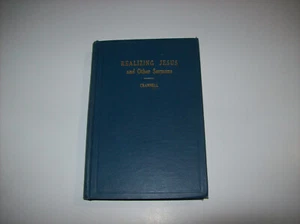 REALIZING JESUS
and Other Sermons